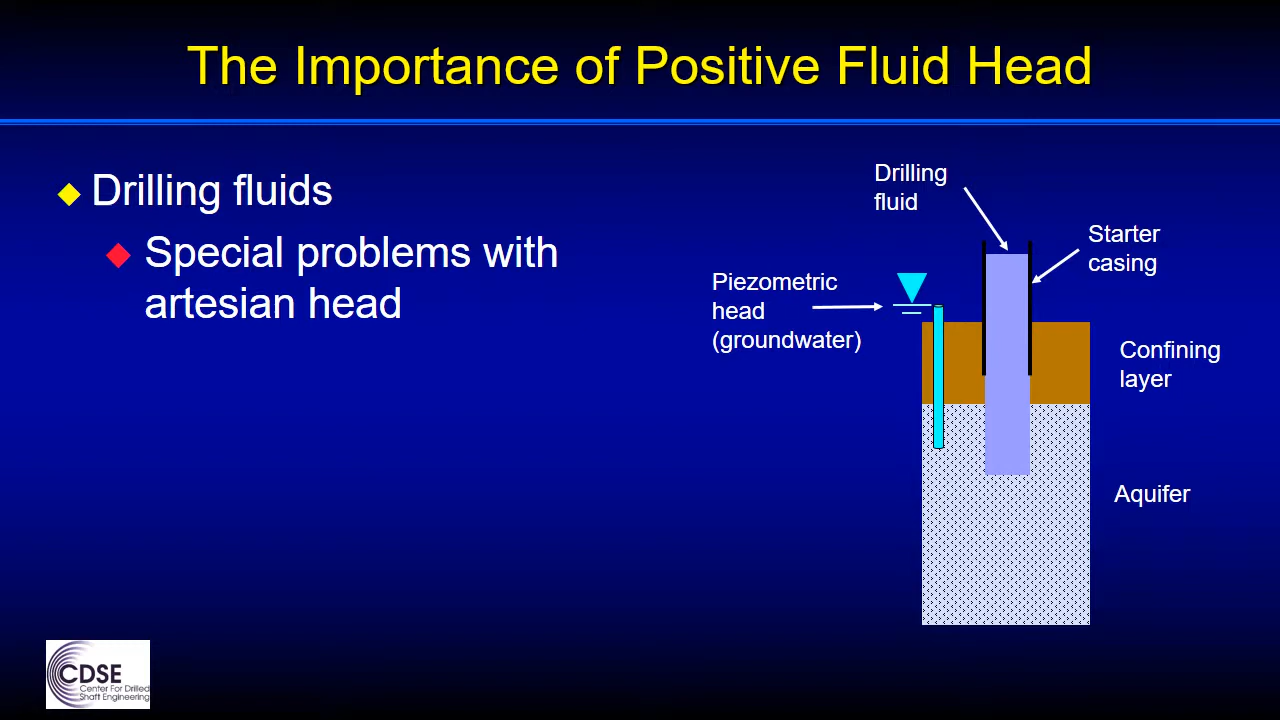 The Importance of Positive Fluid Head
Drilling fluids
Special problems with
artesian head
Drilling
fluid
Starter
casing
Piezometric
head
(groundwater)
Confining
layer
Aquifer
CDSE
Center For Drilled
Shaft Engineering